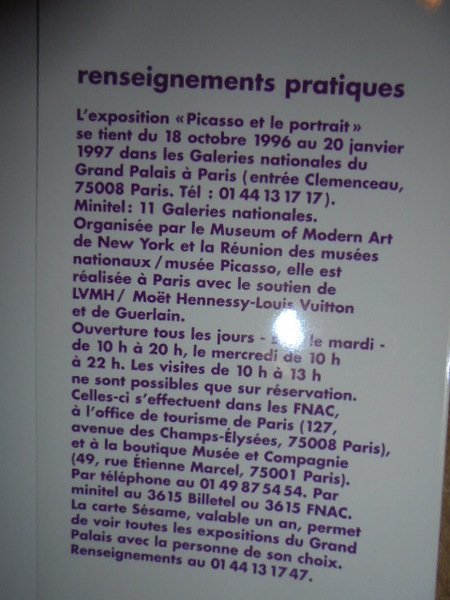 renseignements pratiques
L'exposition «Picasso et le portrait»
se tient du 18 octobre 1996 au 20 janvier
1997 dans les Galeries nationales du
Grand Palais à Paris (entrée Clemenceau,
75008 Paris. Tél : 01 44 13 17 17).
Minitel: 11 Galeries nationales.
Organisée par le Museum of Modern Art
de New York et la Réunion des musées
nationaux/musée Picasso, elle est
réalisée à Paris avec le soutien de
LVMH/ Moët Hennessy-Louis Vuitton
et de Guerlain.
Ouverture tous les jours - le mardi -
de 10 h à 20 h, le mercredi de 10 h
à 22 h. Les visites de 10 h à 13 h
ne sont possibles que sur réservation.
Celles-ci s'effectuent dans les FNAC,
à l'office de tourisme de Paris (127,
avenue des Champs-Élysées, 75008 Paris),
et à la boutique Musée et Compagnie
(49, rue Étienne Marcel, 75001 Paris).
Par téléphone au 01 49 87 54 54. Par
minitel au 3615 Billetel ou 3615 FNAC.
La carte Sésame, valable un an, permet
de voir toutes les expositions du Grand
Palais avec la personne de son choix.
Renseignements au 01 44 13 17 47.